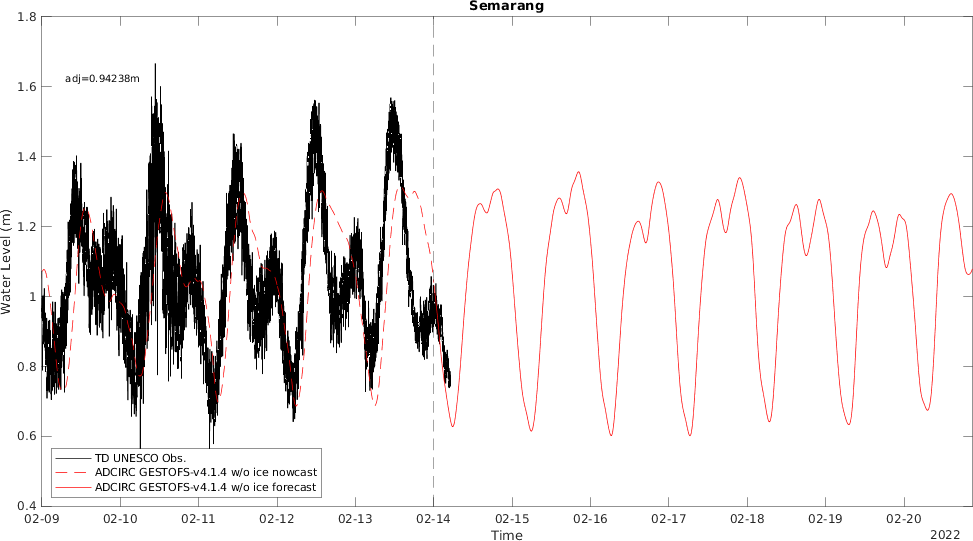 Semarang
1.8
1.6
1.4
1.2
1
0.8
0.6
0.4
Water Level (m)
adj=0.94238m
TD UNESCO Obs.
ADCIRC GESTOFS-v4.1.4 w/o ice nowcast
ADCIRC GESTOFS-v4.1.4 w/o ice forecast
02-09 02-10 02-11 02-12 02-13 02-14 02-15 02-16 02-17 02-18 02-19 02-20
Time
2022